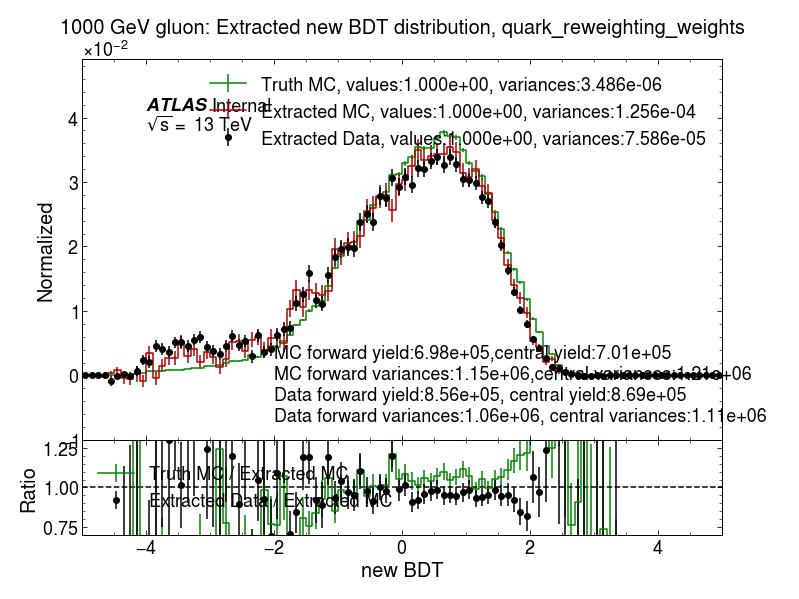 1000 GeV gluon: Extracted new BDT distribution, quark_reweighting_weights
×10⁻²
Truth MC, values:1.000e+00, variances:3.486e-06
ATLAS Internal
Extracted MC, values:1.000e+00, variances:1.256e-04
√s = 13 TeV
Extracted Data, values:1.000e+00, variances:7.586e-05
4
3
2
1
0
−1
Normalized
MC forward yield:6.98e+05,central yield:7.01e+05
MC forward variances:1.15e+06,central variances:1.21e+06
Data forward yield:8.56e+05, central yield:8.69e+05
Data forward variances:1.06e+06, central variances:1.11e+06
1.25
1.00
0.75
Ratio
Truth MC / Extracted MC
Extracted Data / Extracted MC
−4 −2 0 2 4
new BDT